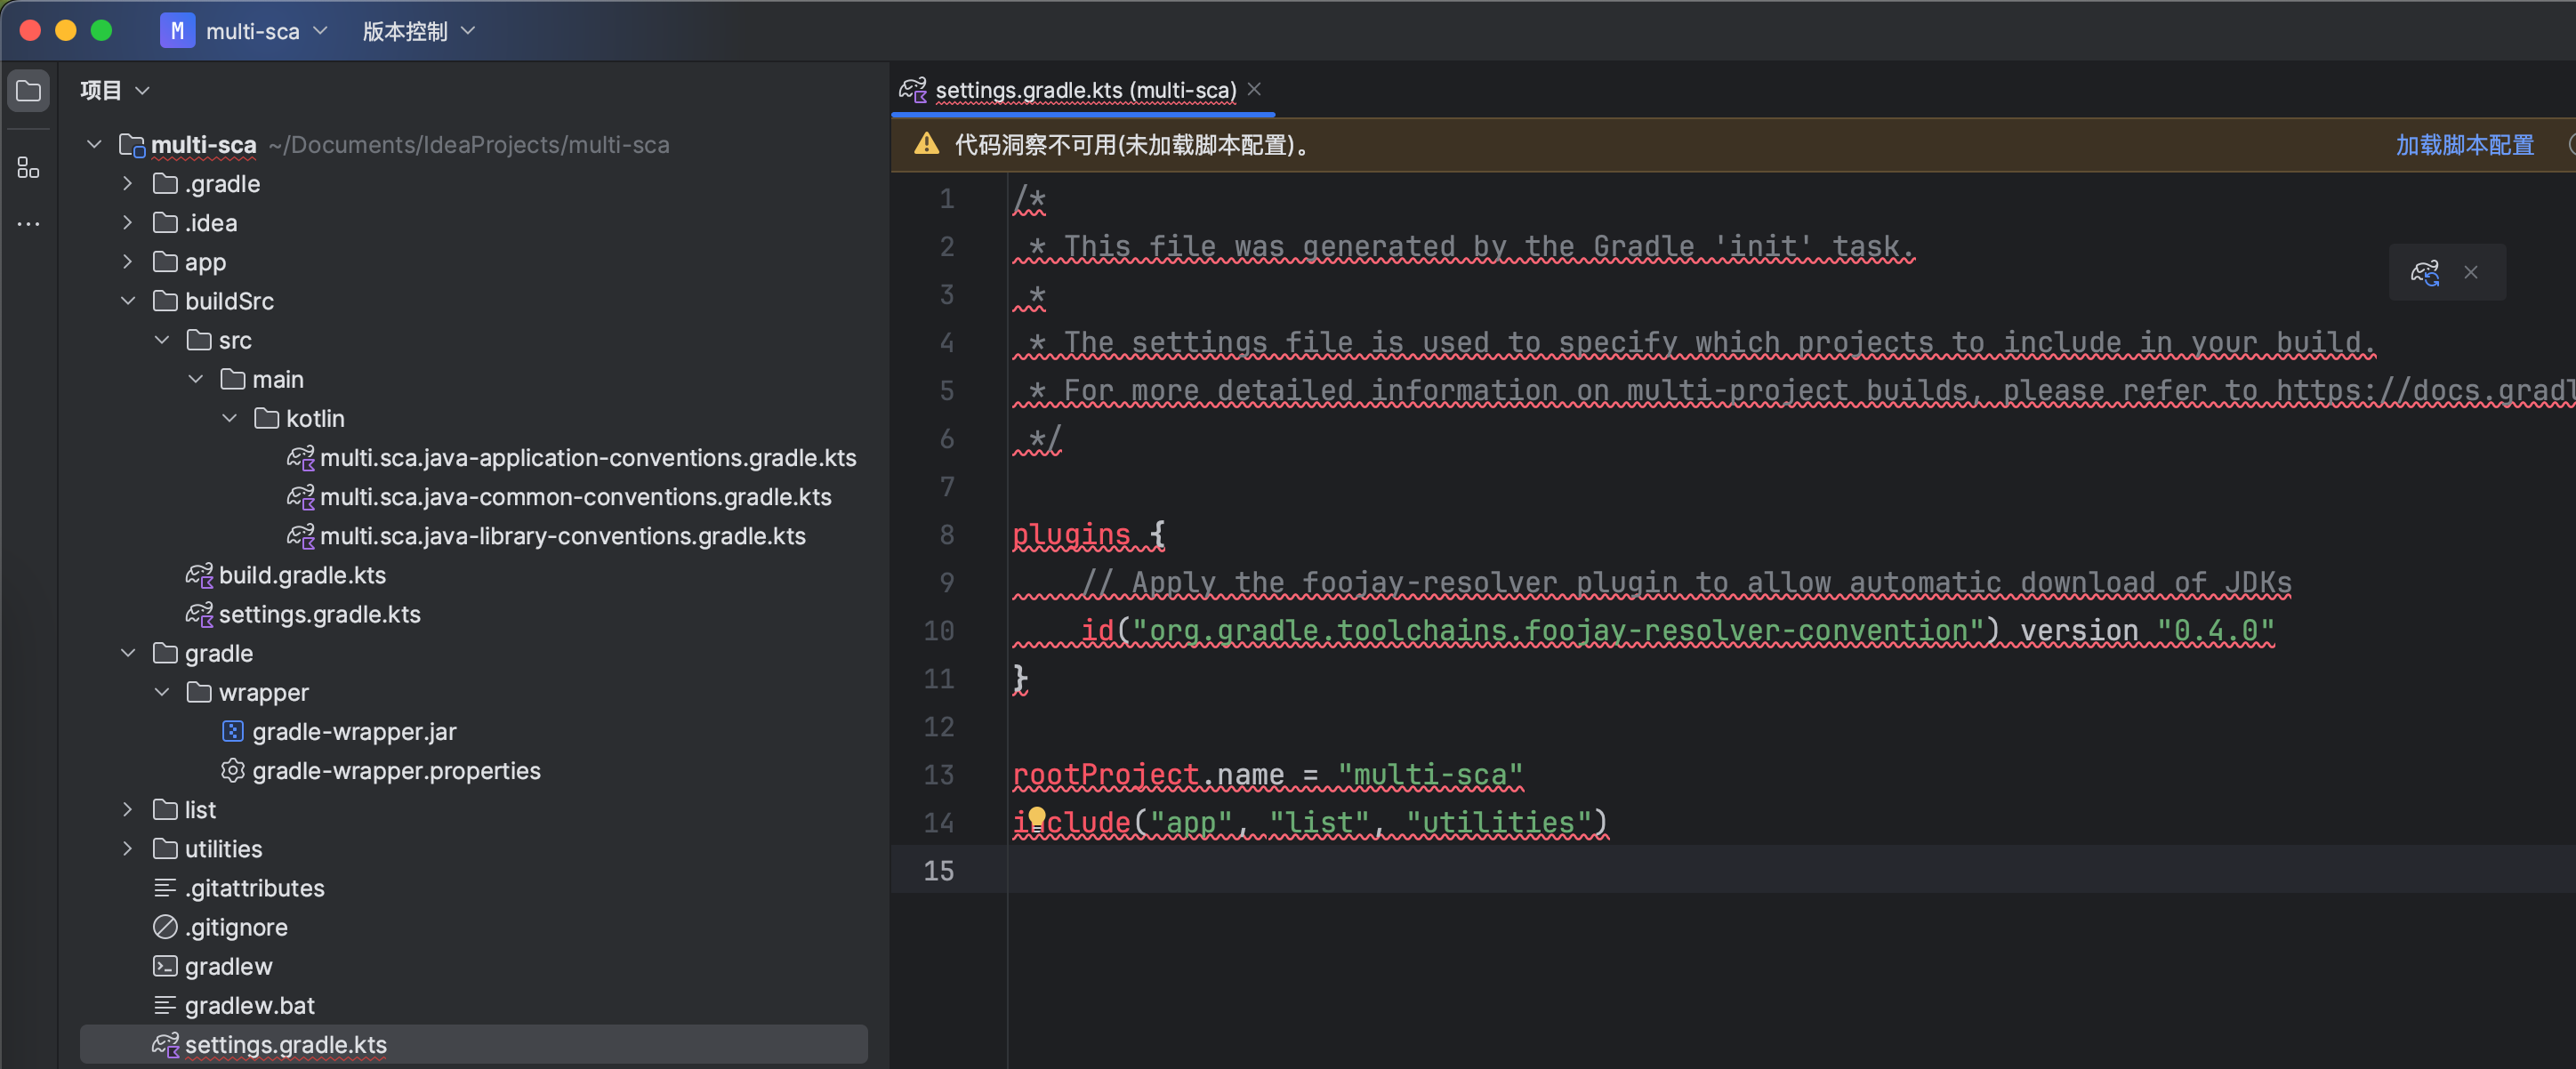 M multi-sca 版本控制
项目
multi-sca ~/Documents/IdeaProjects/multi-sca
.gradle
.idea
app
buildSrc
src
main
kotlin
multi.sca.java-application-conventions.gradle.kts
multi.sca.java-common-conventions.gradle.kts
multi.sca.java-library-conventions.gradle.kts
build.gradle.kts
settings.gradle.kts
gradle
wrapper
gradle-wrapper.jar
gradle-wrapper.properties
list
utilities
.gitattributes
.gitignore
gradlew
gradlew.bat
settings.gradle.kts
settings.gradle.kts (multi-sca)
代码洞察不可用(未加载脚本配置)。 加载脚本配置
1 /*
2  * This file was generated by the Gradle 'init' task.
3  *
4  * The settings file is used to specify which projects to include in your build.
5  * For more detailed information on multi-project builds, please refer to https://docs.gradl
6  */
7
8 plugins {
9     // Apply the foojay-resolver plugin to allow automatic download of JDKs
10     id("org.gradle.toolchains.foojay-resolver-convention") version "0.4.0"
11 }
12
13 rootProject.name = "multi-sca"
14 include("app", "list", "utilities")
15